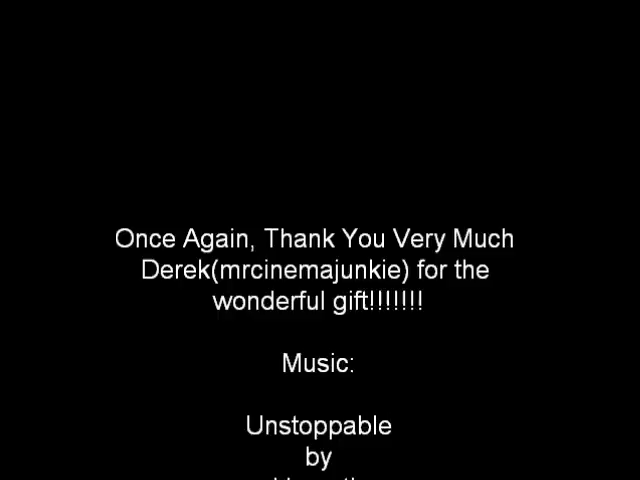 Once Again, Thank You Very Much
Derek(mrcinemajunkie) for the
wonderful gift!!!!!!!
Music:
Unstoppable
by